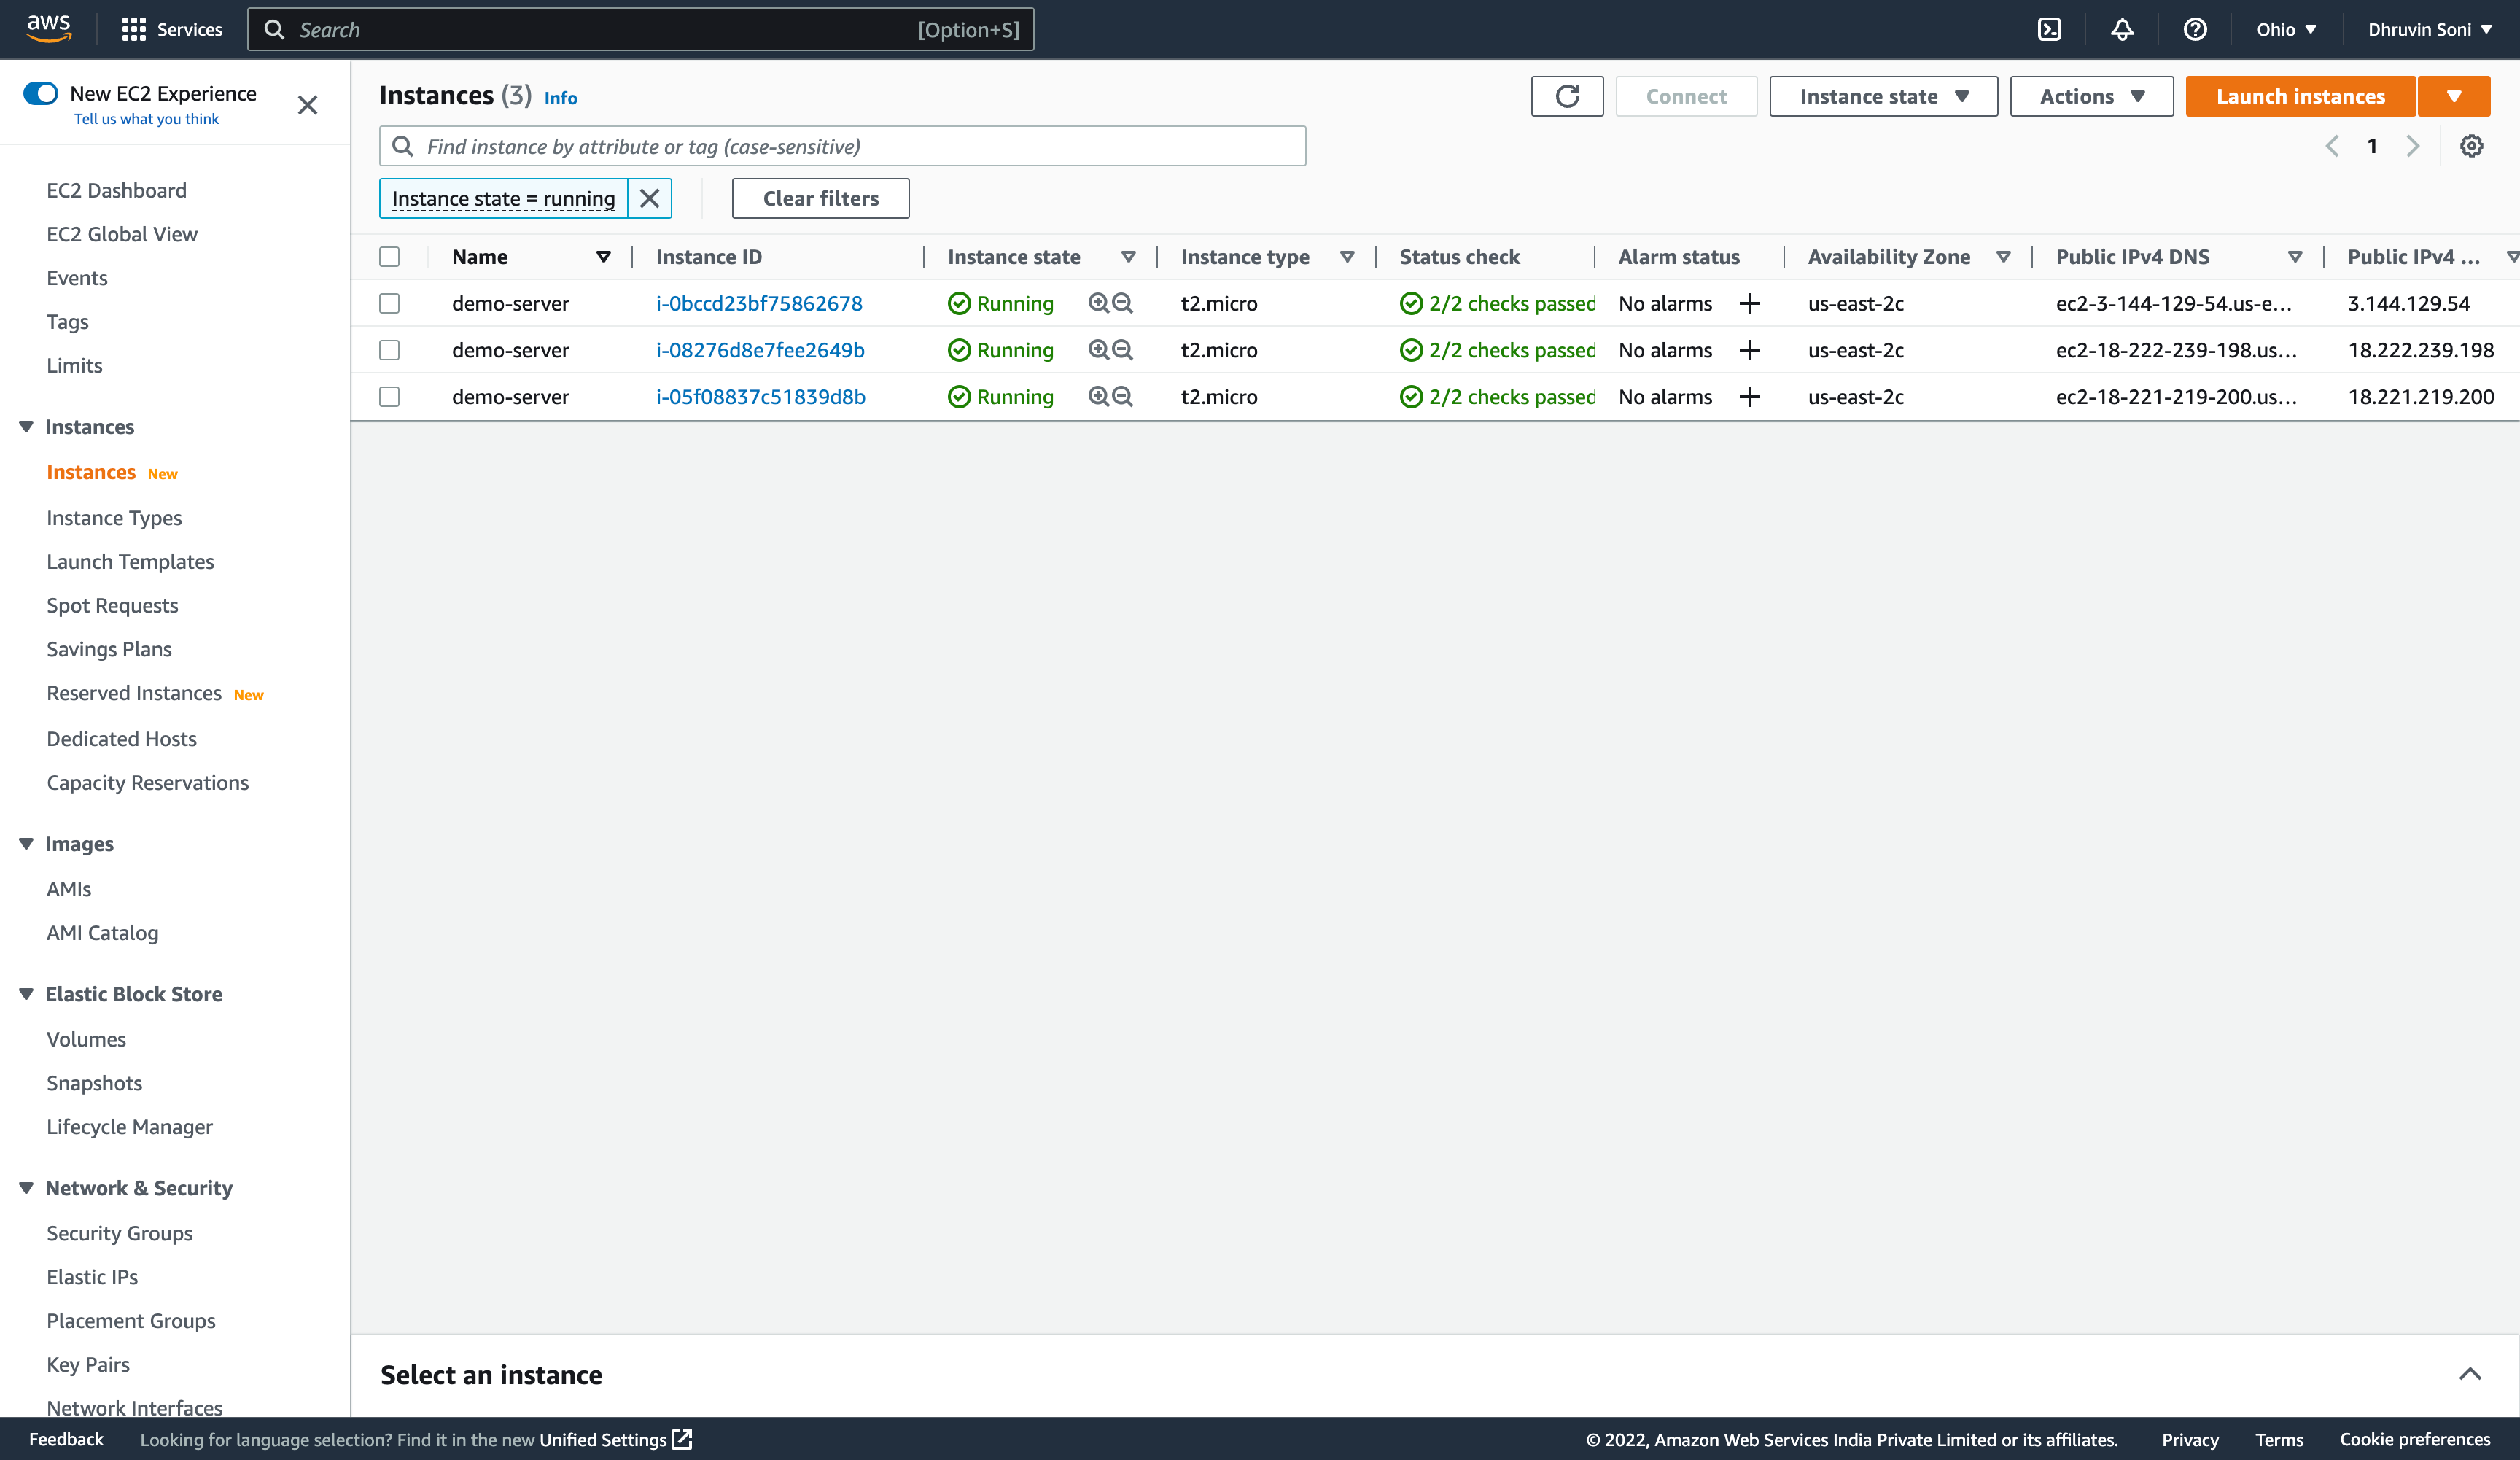 aws Services Search [Option+S] Ohio Dhruvin Soni
New EC2 Experience
Tell us what you think
EC2 Dashboard
EC2 Global View
Events
Tags
Limits
Instances
Instances New
Instance Types
Launch Templates
Spot Requests
Savings Plans
Reserved Instances New
Dedicated Hosts
Capacity Reservations
Images
AMIs
AMI Catalog
Elastic Block Store
Volumes
Snapshots
Lifecycle Manager
Network & Security
Security Groups
Elastic IPs
Placement Groups
Key Pairs
Network Interfaces
Instances (3) Info Connect Instance state Actions Launch instances
Find instance by attribute or tag (case-sensitive) 1
Instance state = running Clear filters
Name Instance ID Instance state Instance type Status check Alarm status Availability Zone Public IPv4 DNS Public IPv4 ...
demo-server i-0bccd23bf75862678 Running t2.micro 2/2 checks passed No alarms us-east-2c ec2-3-144-129-54.us-e... 3.144.129.54
demo-server i-08276d8e7fee2649b Running t2.micro 2/2 checks passed No alarms us-east-2c ec2-18-222-239-198.us... 18.222.239.198
demo-server i-05f08837c51839d8b Running t2.micro 2/2 checks passed No alarms us-east-2c ec2-18-221-219-200.us... 18.221.219.200
Select an instance
Feedback Looking for language selection? Find it in the new Unified Settings © 2022, Amazon Web Services India Private Limited or its affiliates. Privacy Terms Cookie preferences